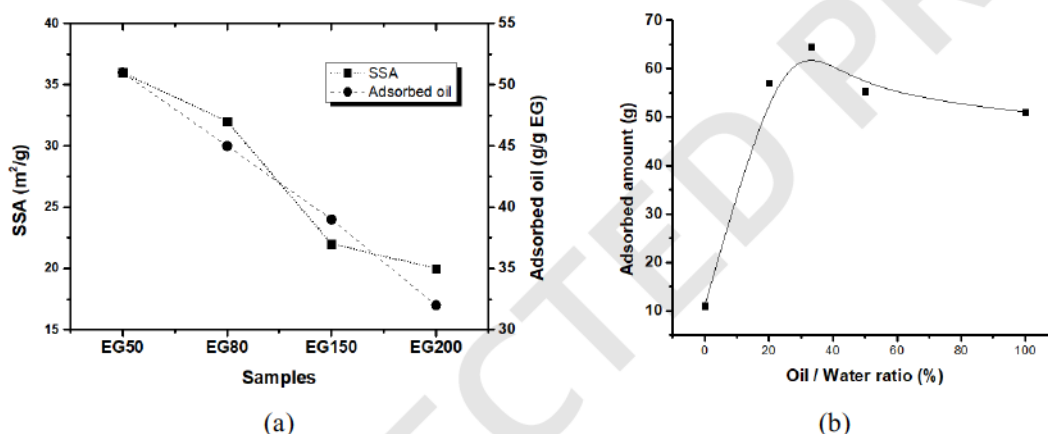 40
35
30
25
20
15
SSA (m²/g)
SSA
Adsorbed oil
55
50
45
40
35
30
Adsorbed oil (g/g EG)
EG50 EG80 EG150 EG200
Samples
(a)
70
60
50
40
30
20
10
Adsorbed amount (g)
0 20 40 60 80 100
Oil / Water ratio (%)
(b)